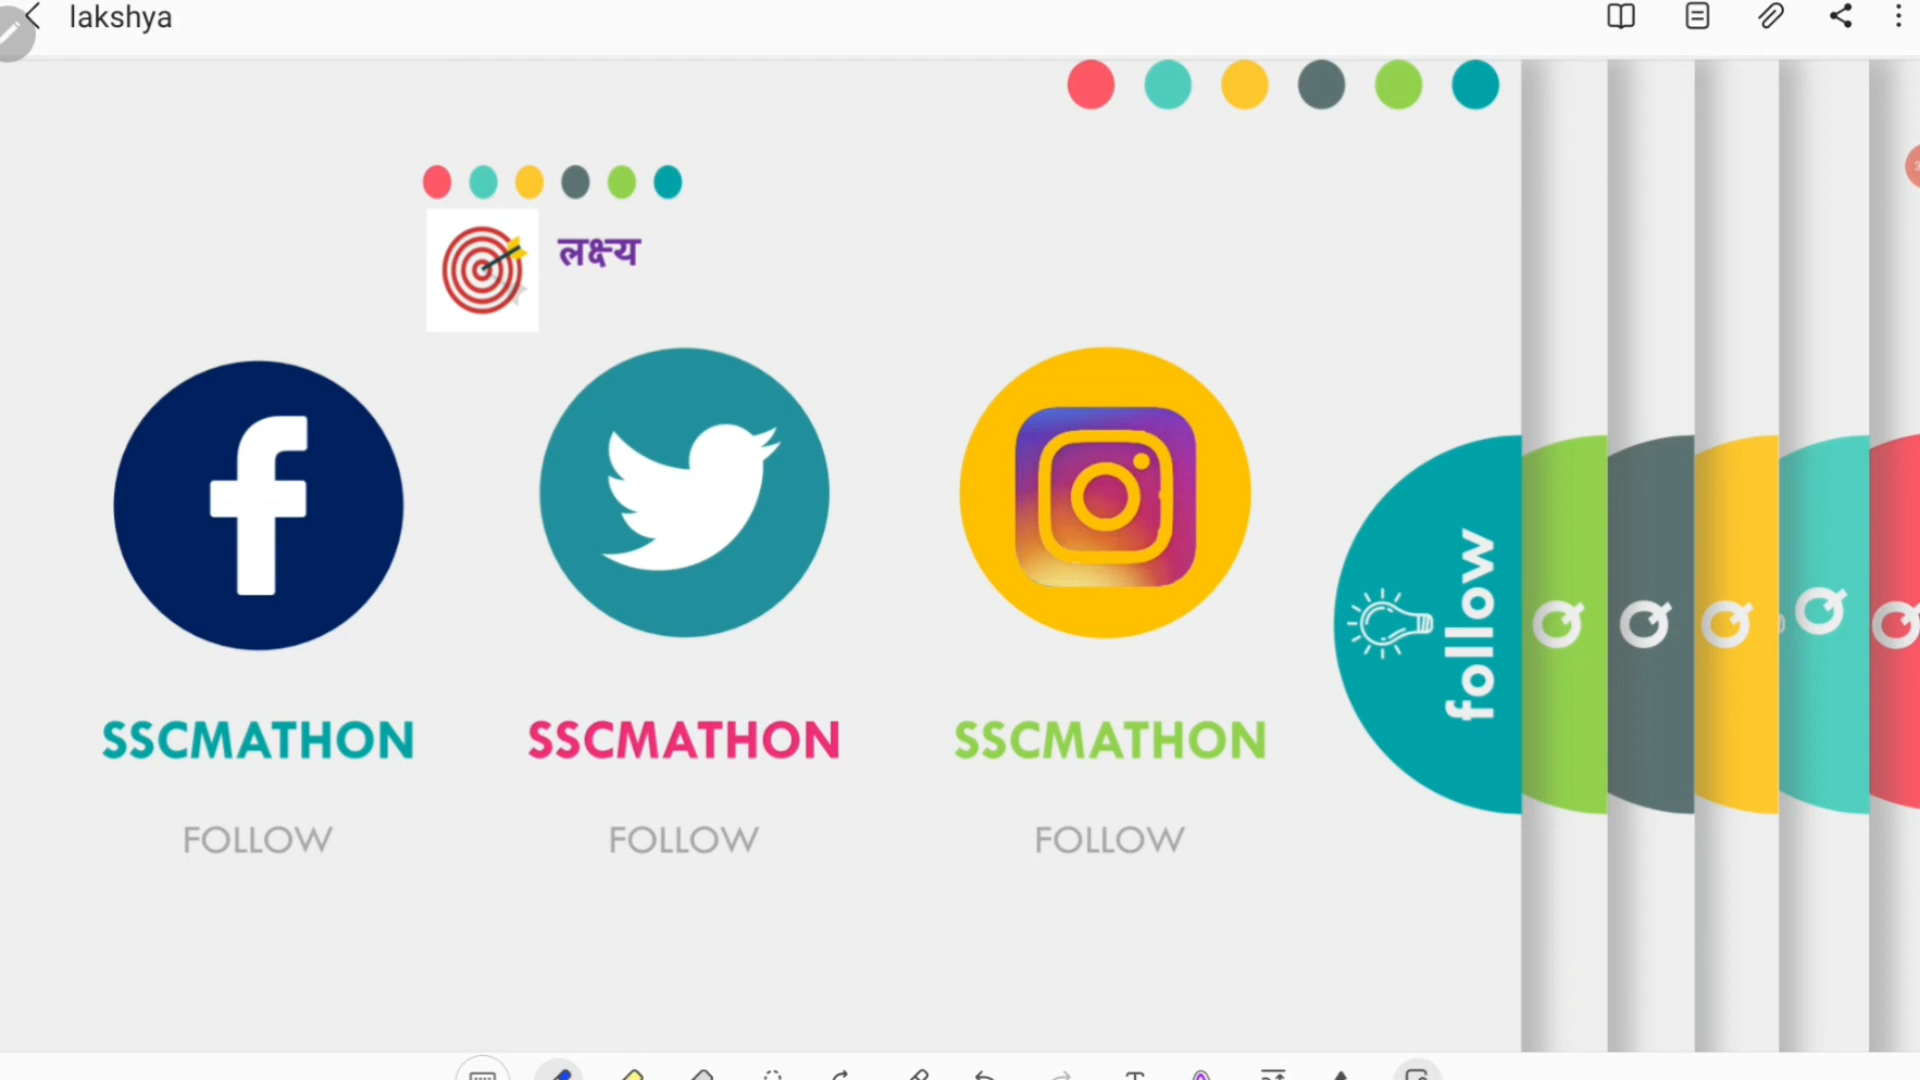 lakshya
लक्ष्य
SSCMATHON
SSCMATHON
SSCMATHON
FOLLOW
FOLLOW
FOLLOW
follow
Q
Q
Q
Q
Q